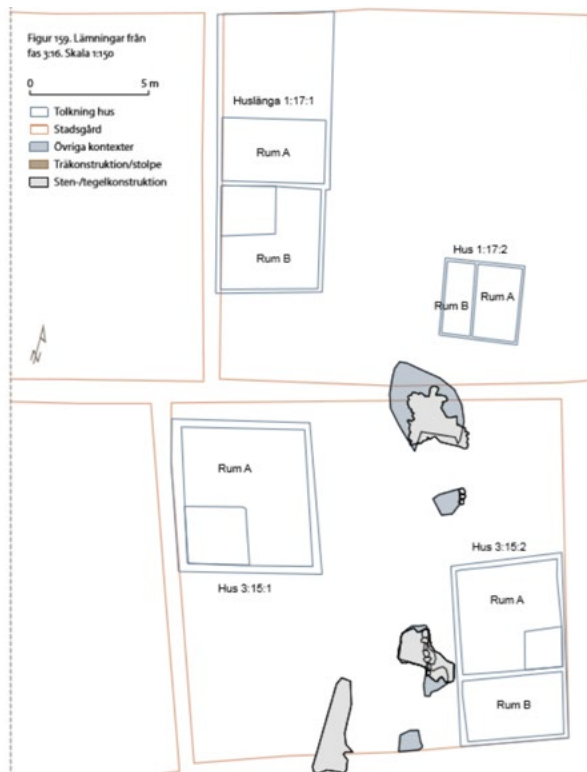 Figur 159. Lämningar från
fas 3:16. Skala 1:150
0 5 m
Tolkning hus
Stadsgård
Övriga kontexter
Träkonstruktion/stolpe
Sten-/tegelkonstruktion
Huslänga 1:17:1
Rum A
Rum B
Hus 1:17:2
Rum B
Rum A
N
Rum A
Hus 3:15:1
Hus 3:15:2
Rum A
Rum B